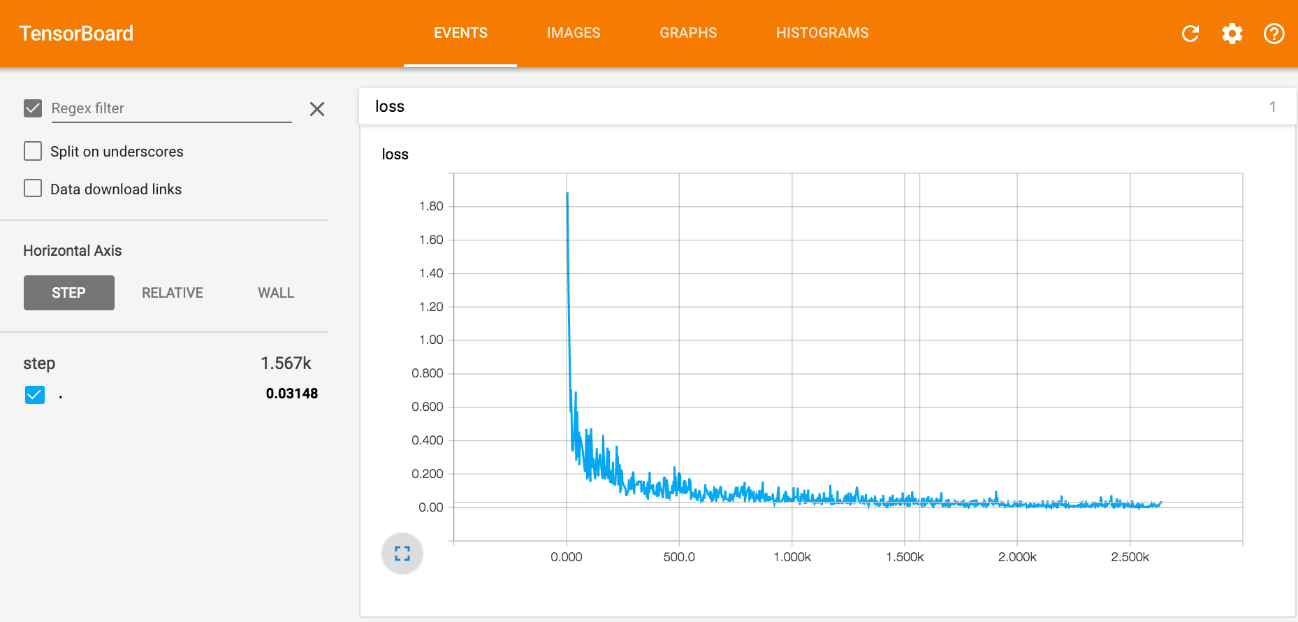 TensorBoard
EVENTS IMAGES GRAPHS HISTOGRAMS
Regex filter
Split on underscores
Data download links
Horizontal Axis
STEP RELATIVE WALL
step 1.567k
. 0.03148
loss 1
loss
1.80
1.60
1.40
1.20
1.00
0.800
0.600
0.400
0.200
0.00
0.000 500.0 1.000k 1.500k 2.000k 2.500k